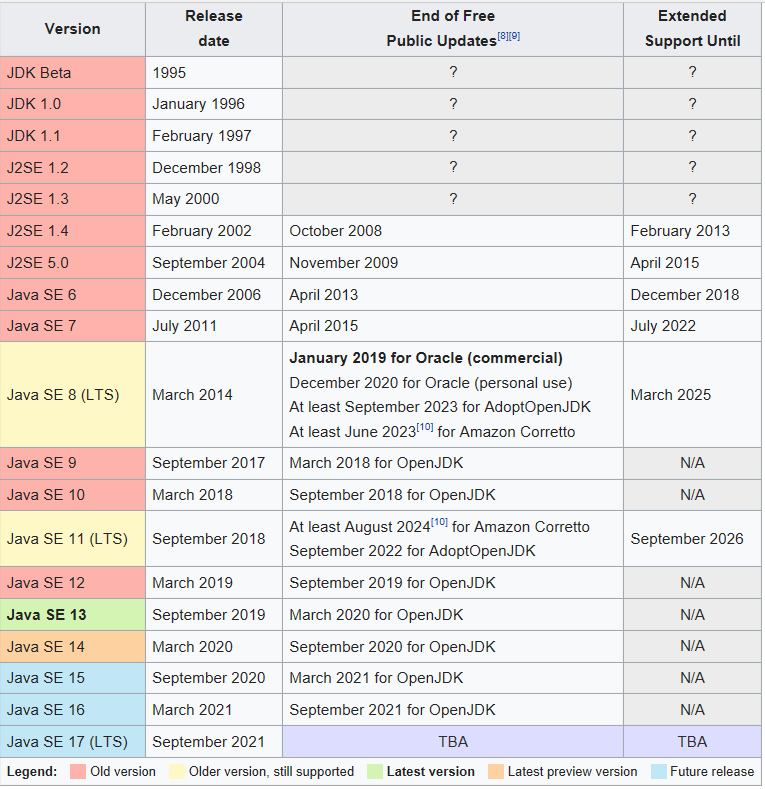 Version Release date End of Free Public Updates[8][9] Extended Support Until
JDK Beta 1995 ? ?
JDK 1.0 January 1996 ? ?
JDK 1.1 February 1997 ? ?
J2SE 1.2 December 1998 ? ?
J2SE 1.3 May 2000 ? ?
J2SE 1.4 February 2002 October 2008 February 2013
J2SE 5.0 September 2004 November 2009 April 2015
Java SE 6 December 2006 April 2013 December 2018
Java SE 7 July 2011 April 2015 July 2022
Java SE 8 (LTS) March 2014 January 2019 for Oracle (commercial)
December 2020 for Oracle (personal use)
At least September 2023 for AdoptOpenJDK
At least June 2023[10] for Amazon Corretto
March 2025
Java SE 9 September 2017 March 2018 for OpenJDK N/A
Java SE 10 March 2018 September 2018 for OpenJDK N/A
Java SE 11 (LTS) September 2018 At least August 2024[10] for Amazon Corretto
September 2022 for AdoptOpenJDK
September 2026
Java SE 12 March 2019 September 2019 for OpenJDK N/A
Java SE 13 September 2019 March 2020 for OpenJDK N/A
Java SE 14 March 2020 September 2020 for OpenJDK N/A
Java SE 15 September 2020 March 2021 for OpenJDK N/A
Java SE 16 March 2021 September 2021 for OpenJDK N/A
Java SE 17 (LTS) September 2021 TBA TBA
Legend: Old version Older version, still supported Latest version Latest preview version Future release